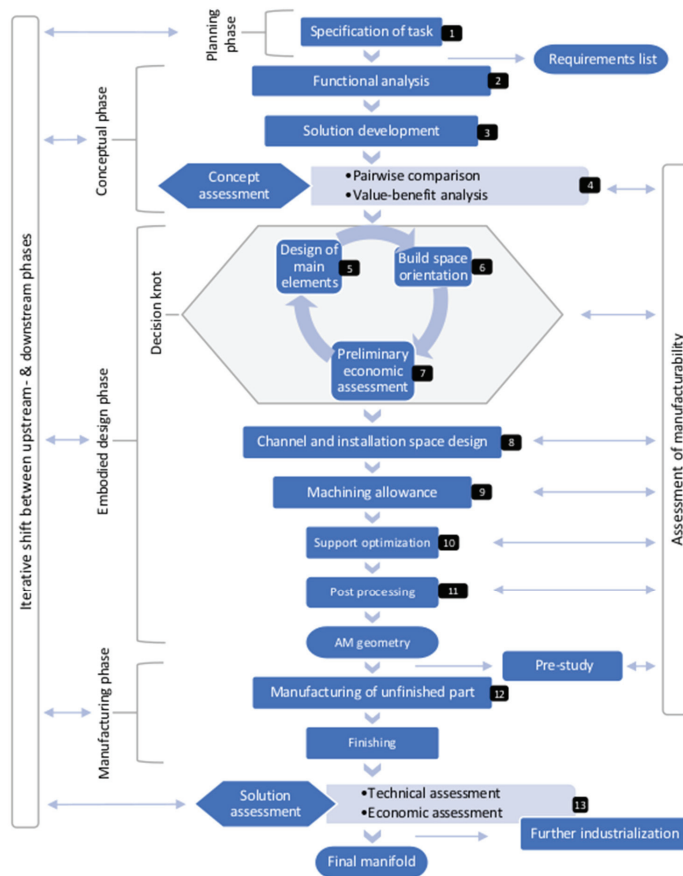 Iterative shift between upstream - & downstream phases
Planning
phase
Specification of task
1
Requirements list
Conceptual phase
Functional analysis
2
Solution development
3
Concept
assessment
•Pairwise comparison
•Value-benefit analysis
4
Assessment of manufacturability
Embodied design phase
Decision knot
Design of
main
elements
5
Build space
orientation
6
Preliminary
economic
assessment
7
Channel and installation space design
8
Machining allowance
9
Support optimization
10
Post processing
11
AM geometry
Pre-study
Manufacturing phase
Manufacturing of unfinished part
12
Finishing
Solution
assessment
•Technical assessment
•Economic assessment
13
Further industrialization
Final manifold